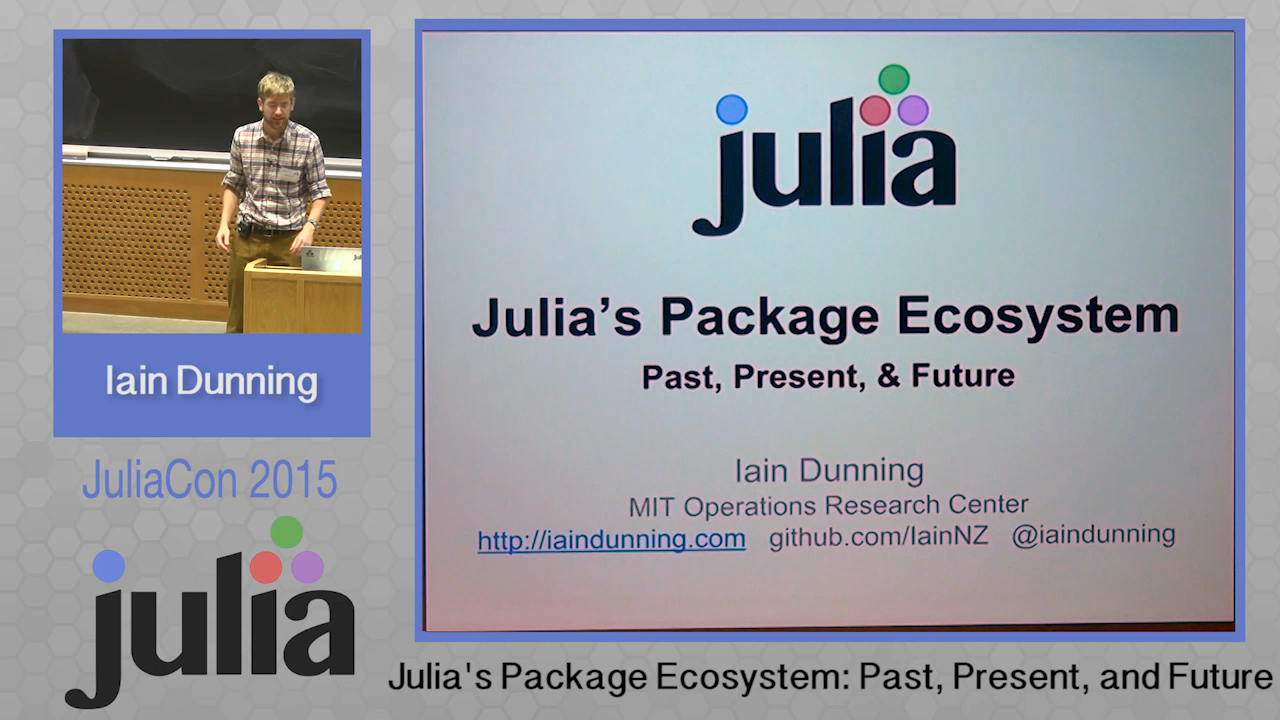 Iain Dunning
JuliaCon 2015
julia
julia
Julia’s Package Ecosystem
Past, Present, & Future
Iain Dunning
MIT Operations Research Center
http://iaindunning.com github.com/IainNZ @iaindunning
Julia's Package Ecosystem: Past, Present, and Future